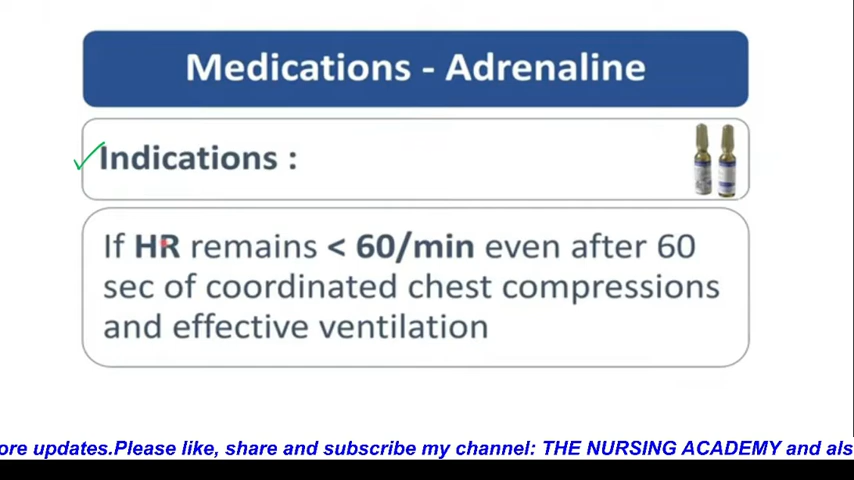 Medications - Adrenaline
Indications :
If HR remains < 60/min even after 60
sec of coordinated chest compressions
and effective ventilation
ore updates.Please like, share and subscribe my channel: THE NURSING ACADEMY and als